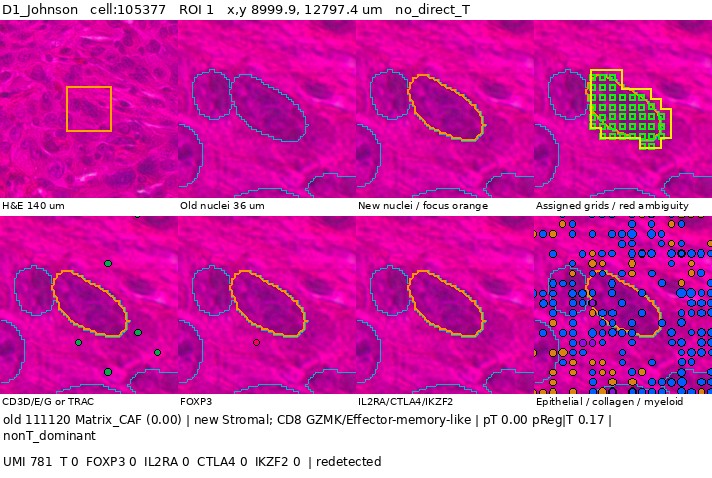 D1_Johnson cell:105377 ROI 1 x,y 8999.9, 12797.4 um no_direct_T
H&E 140 um
Old nuclei 36 um
New nuclei / focus orange
Assigned grids / red ambiguity
CD3D/E/G or TRAC
FOXP3
IL2RA/CTLA4/IKZF2
Epithelial / collagen / myeloid
old 111120 Matrix_CAF (0.00) | new Stromal; CD8 GZMK/Effector-memory-like | pT 0.00 pReg|T 0.17 |
nonT_dominant
UMI 781 T 0 FOXP3 0 IL2RA 0 CTLA4 0 IKZF2 0 | redetected